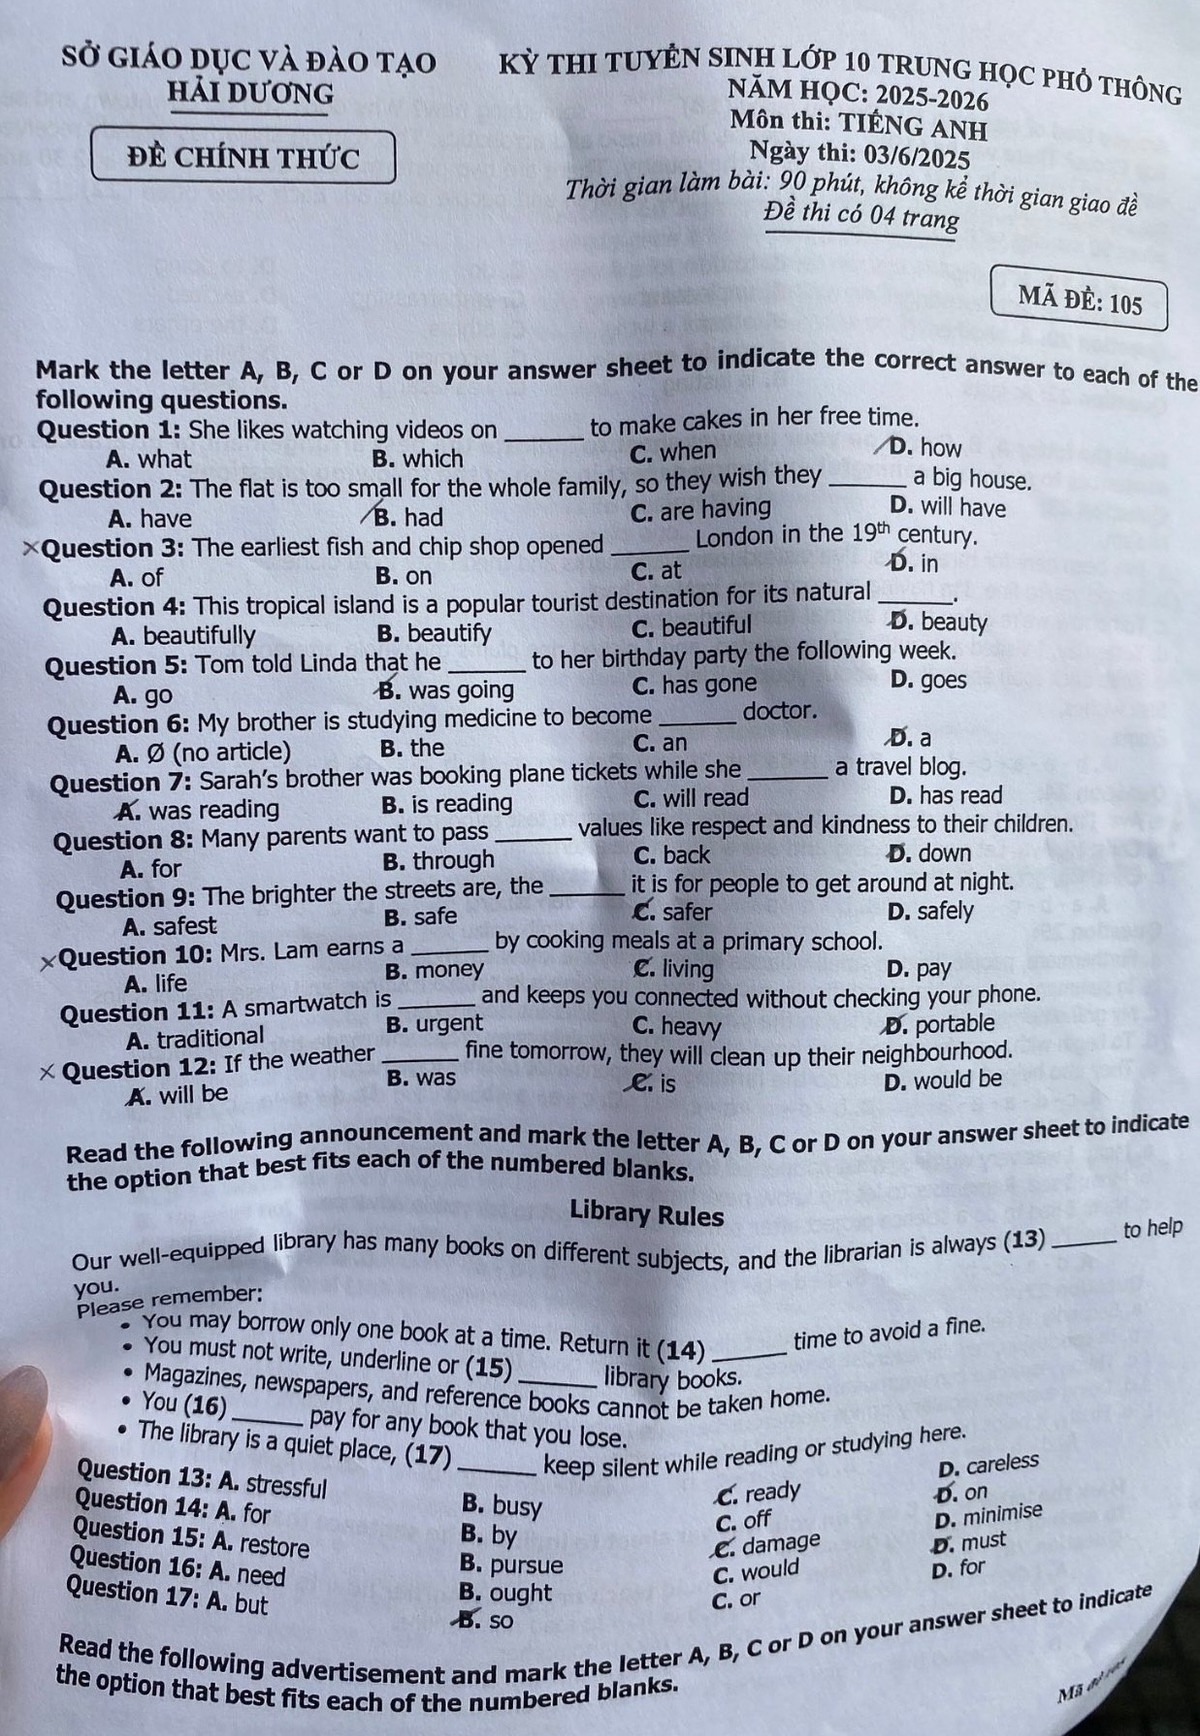 SỞ GIÁO DỤC VÀ ĐÀO TẠO
HẢI DƯƠNG
ĐỀ CHÍNH THỨC
KỲ THI TUYỂN SINH LỚP 10 TRUNG HỌC PHỔ THÔNG
NĂM HỌC: 2025-2026
Môn thi: TIẾNG ANH
Ngày thi: 03/6/2025
Thời gian làm bài: 90 phút, không kể thời gian giao đề
Đề thi có 04 trang
MÃ ĐỀ: 105
Mark the letter A, B, C or D on your answer sheet to indicate the correct answer to each of the
following questions.
Question 1: She likes watching videos on ______ to make cakes in her free time.
A. what B. which C. when D. how
Question 2: The flat is too small for the whole family, so they wish they ______ a big house.
A. have B. had C. are having D. will have
Question 3: The earliest fish and chip shop opened ______ London in the 19th century.
A. of B. on C. at D. in
Question 4: This tropical island is a popular tourist destination for its natural ______.
A. beautifully B. beautify C. beautiful D. beauty
Question 5: Tom told Linda that he ______ to her birthday party the following week.
A. go B. was going C. has gone D. goes
Question 6: My brother is studying medicine to become ______ doctor.
A. Ø (no article) B. the C. an D. a
Question 7: Sarah's brother was booking plane tickets while she ______ a travel blog.
A. was reading B. is reading C. will read D. has read
Question 8: Many parents want to pass ______ values like respect and kindness to their children.
A. for B. through C. back D. down
Question 9: The brighter the streets are, the ______ it is for people to get around at night.
A. safest B. safe C. safer D. safely
Question 10: Mrs. Lam earns a ______ by cooking meals at a primary school.
A. life B. money C. living D. pay
Question 11: A smartwatch is ______ and keeps you connected without checking your phone.
A. traditional B. urgent C. heavy D. portable
Question 12: If the weather ______ fine tomorrow, they will clean up their neighbourhood.
A. will be B. was C. is D. would be
Read the following announcement and mark the letter A, B, C or D on your answer sheet to indicate
the option that best fits each of the numbered blanks.
Library Rules
Our well-equipped library has many books on different subjects, and the librarian is always (13) ______ to help
you.
Please remember:
• You may borrow only one book at a time. Return it (14) ______ time to avoid a fine.
• You must not write, underline or (15) ______ library books.
• Magazines, newspapers, and reference books cannot be taken home.
• You (16) ______ pay for any book that you lose.
• The library is a quiet place, (17) ______ keep silent while reading or studying here.
Question 13: A. stressful B. busy C. ready D. careless
Question 14: A. for B. by C. off D. on
Question 15: A. restore B. pursue C. damage D. minimise
Question 16: A. need B. ought C. would D. must
Question 17: A. but B. so C. or D. for
Read the following advertisement and mark the letter A, B, C or D on your answer sheet to indicate
the option that best fits each of the numbered blanks.
Mã